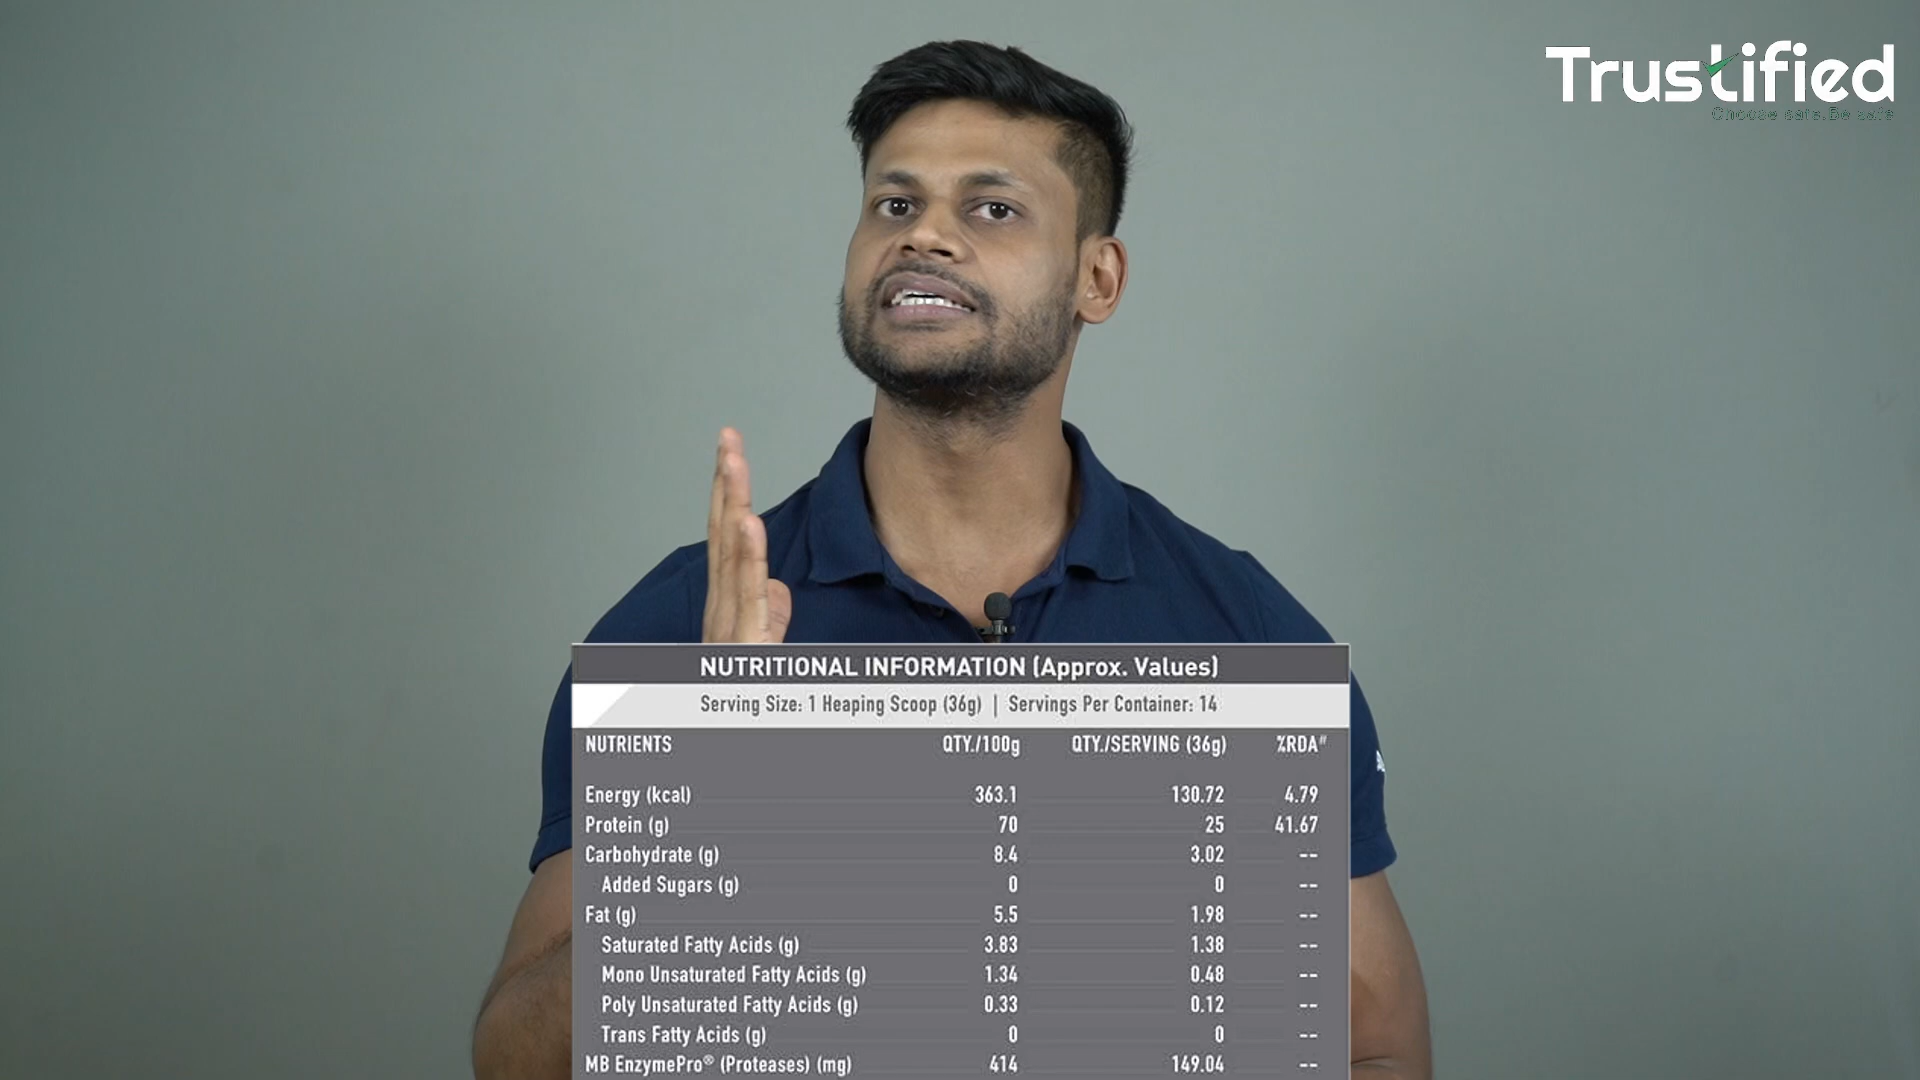 Trustified
Choose safe.Be safe
NUTRITIONAL INFORMATION (Approx. Values)
Serving Size: 1 Heaping Scoop (36g) | Servings Per Container: 14
NUTRIENTS QTY./100g QTY./SERVING (36g) %RDA#
Energy (kcal) 363.1 130.72 4.79
Protein (g) 70 25 41.67
Carbohydrate (g) 8.4 3.02 --
Added Sugars (g) 0 0 --
Fat (g) 5.5 1.98 --
Saturated Fatty Acids (g) 3.83 1.38 --
Mono Unsaturated Fatty Acids (g) 1.34 0.48 --
Poly Unsaturated Fatty Acids (g) 0.33 0.12 --
Trans Fatty Acids (g) 0 0 --
MB EnzymePro® (Proteases) (mg) 414 149.04 --